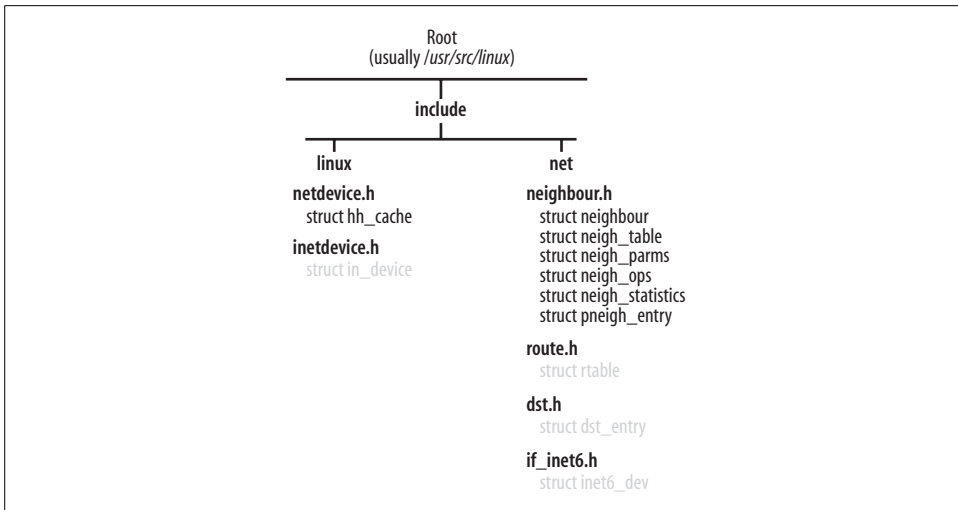 Root
(usually /usr/src/linux)
include
linux
netdevice.h
struct hh_cache
inetdevice.h
struct in_device
net
neighbour.h
struct neighbour
struct neigh_table
struct neigh_parms
struct neigh_ops
struct neigh_statistics
struct pneigh_entry
route.h
struct rtable
dst.h
struct dst_entry
if_inet6.h
struct inet6_dev